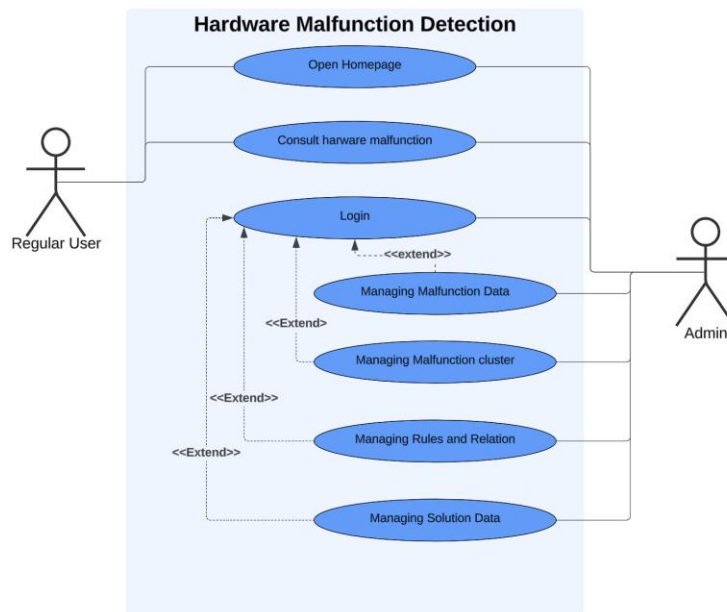 Hardware Malfunction Detection
Open Homepage
Consult harware malfunction
Regular User
Login
<<extend>>
Managing Malfunction Data
Admin
<<Extend>
Managing Malfunction cluster
<<Extend>>
Managing Rules and Relation
<<Extend>>
Managing Solution Data